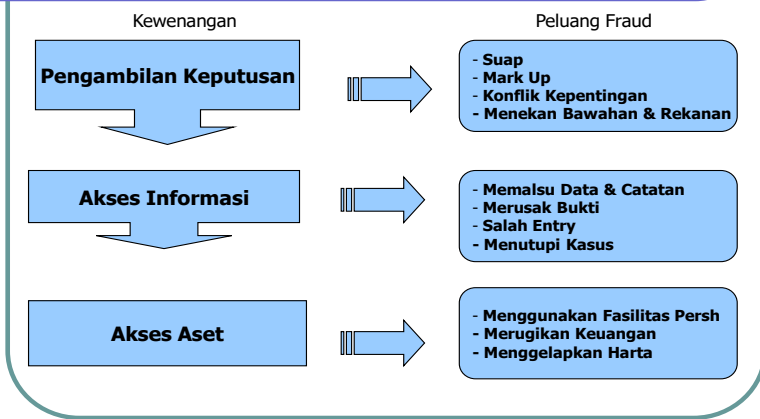 Kewenangan
Peluang Fraud
Pengambilan Keputusan
- Suap
- Mark Up
- Konflik Kepentingan
- Menekan Bawahan & Rekanan
Akses Informasi
- Memalsu Data & Catatan
- Merusak Bukti
- Salah Entry
- Menutupi Kasus
Akses Aset
- Menggunakan Fasilitas Persh
- Merugikan Keuangan
- Menggelapkan Harta